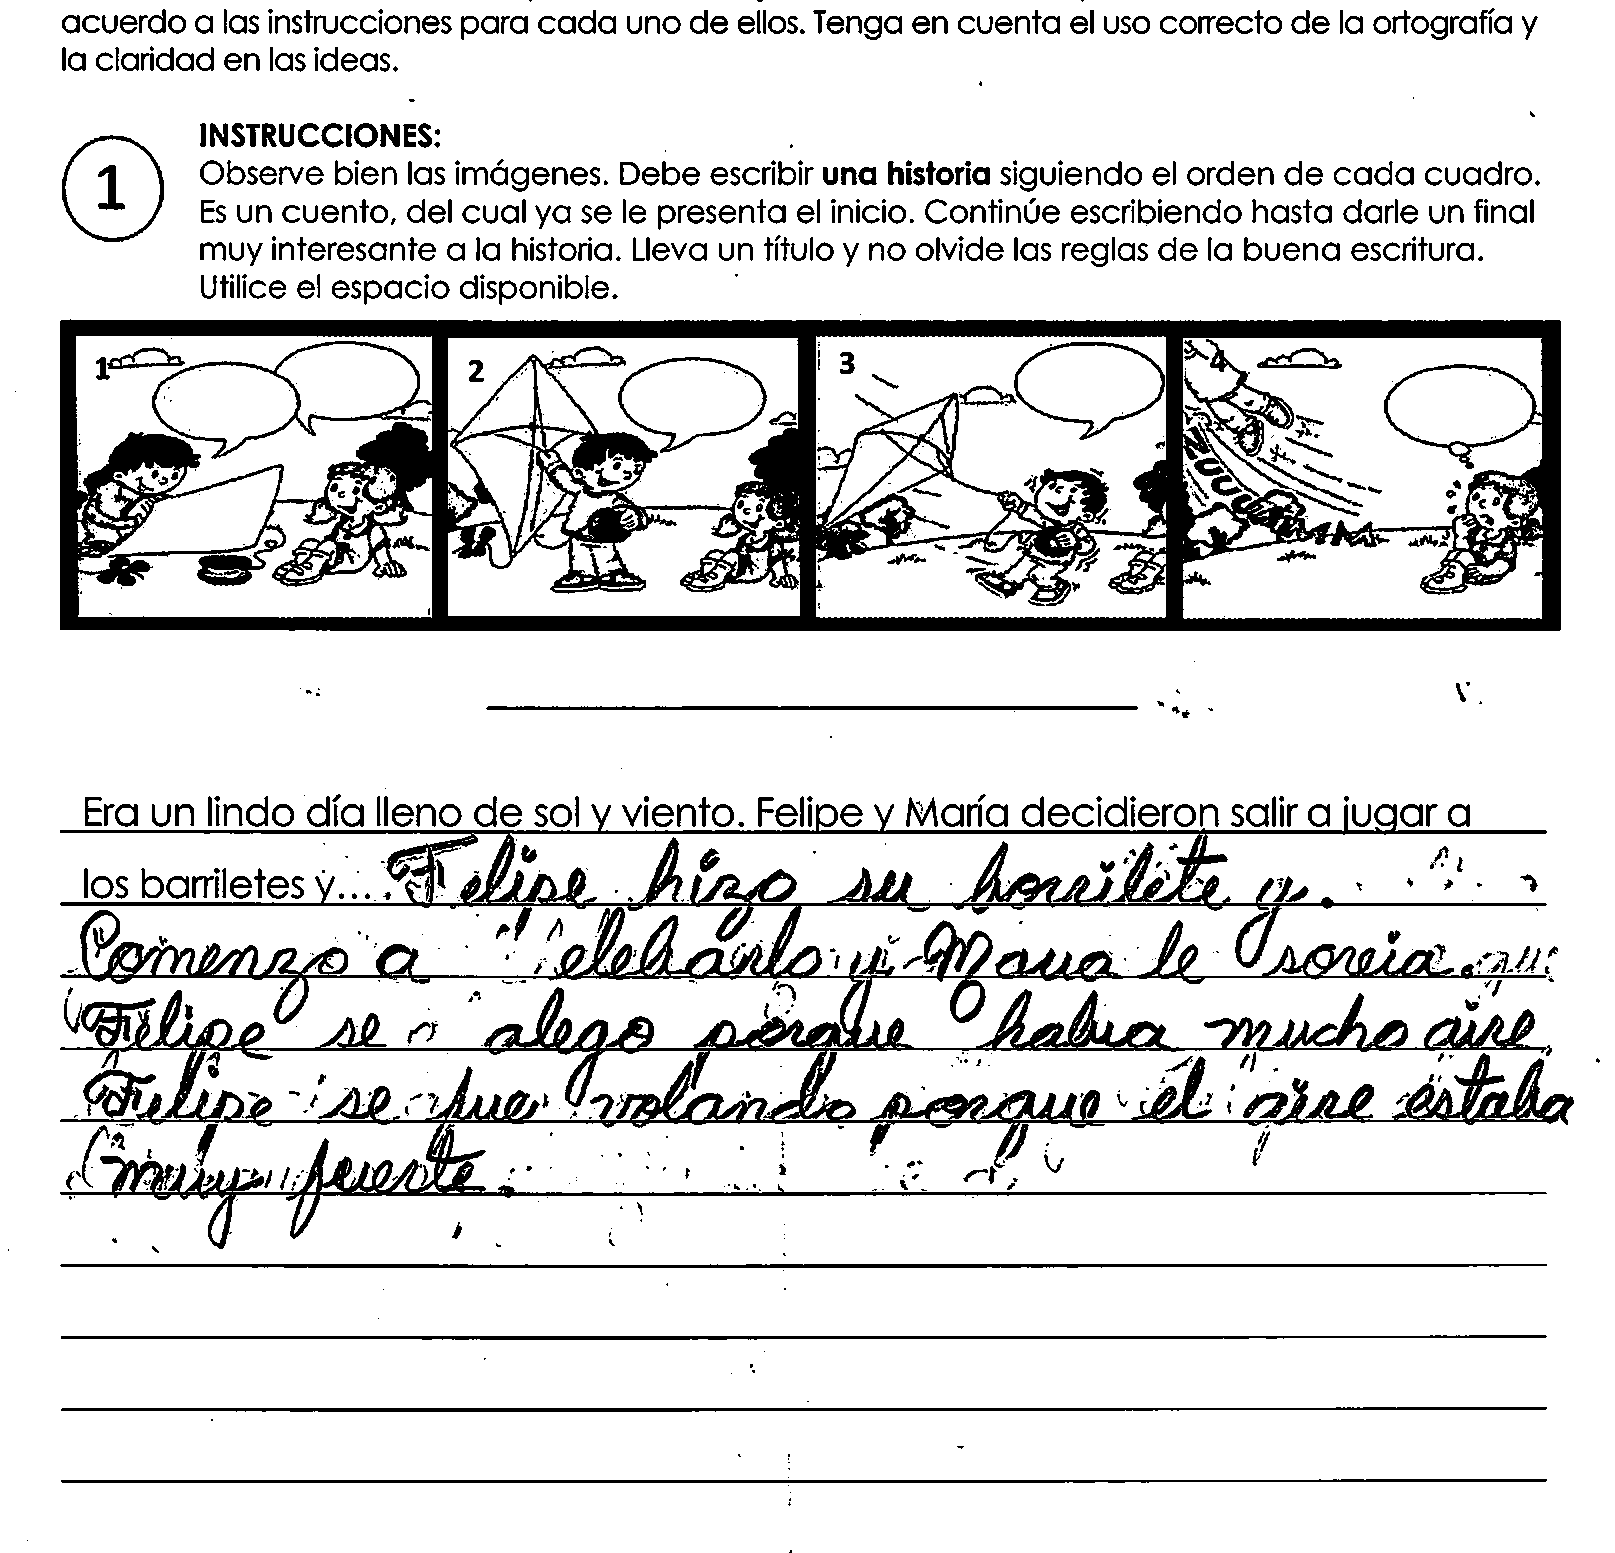 acuerdo a las instrucciones para cada uno de ellos. Tenga en cuenta el uso correcto de la ortografía y
la claridad en las ideas.
1
INSTRUCCIONES:
Observe bien las imágenes. Debe escribir una historia siguiendo el orden de cada cuadro.
Es un cuento, del cual ya se le presenta el inicio. Continúe escribiendo hasta darle un final
muy interesante a la historia. Lleva un título y no olvide las reglas de la buena escritura.
Utilice el espacio disponible.
1 2 3 4
Era un lindo día lleno de sol y viento. Felipe y María decidieron salir a jugar a
los barriletes y.... Felipe hizo su barrilete y.
Comenzo a elebarlo y Maria le soreia. que
Felipe se alego porque habia mucho aire
Felipe se fue volando porque el aire estaba
muy fuerte.